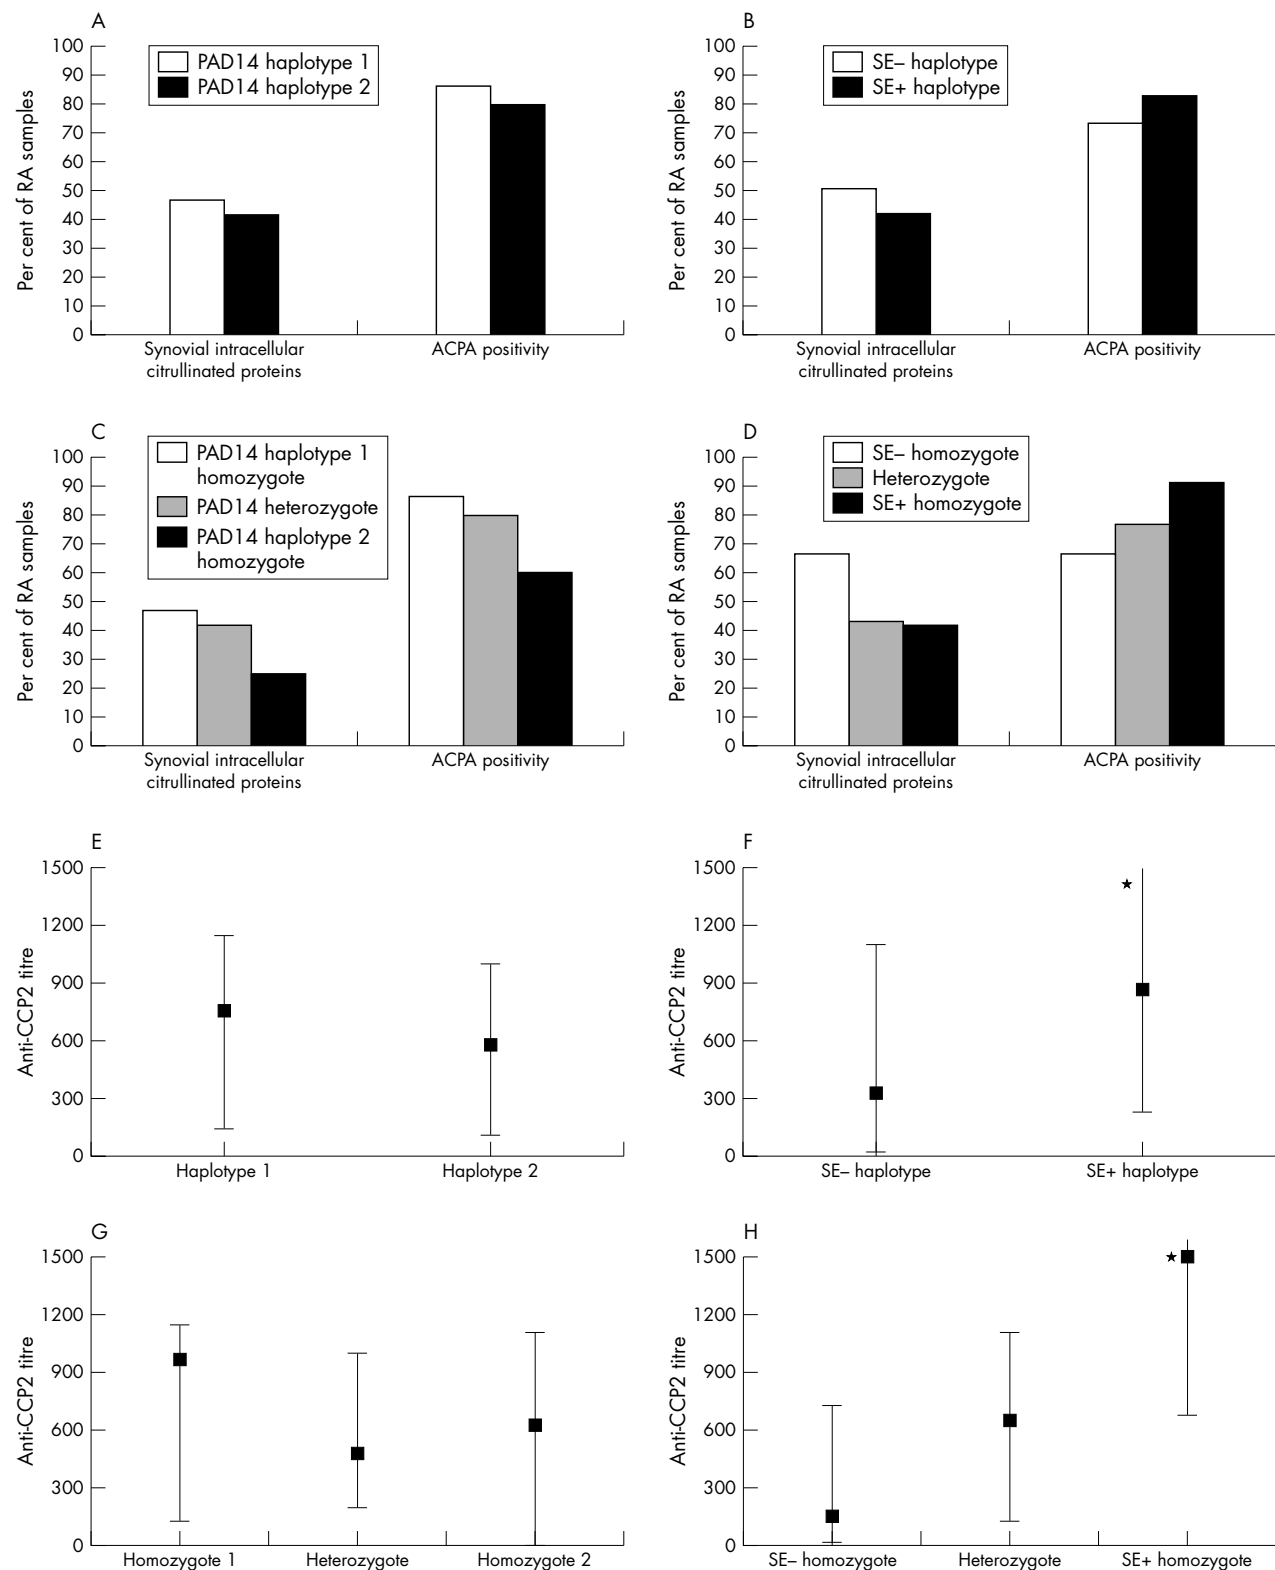 A
100
90
80
70
60
50
40
30
20
10
0
Per cent of RA samples
PAD14 haplotype 1
PAD14 haplotype 2
Synovial intracellular
citrullinated proteins
ACPA positivity
B
100
90
80
70
60
50
40
30
20
10
0
Per cent of RA samples
SE– haplotype
SE+ haplotype
Synovial intracellular
citrullinated proteins
ACPA positivity
C
100
90
80
70
60
50
40
30
20
10
0
Per cent of RA samples
PAD14 haplotype 1
homozygote
PAD14 heterozygote
PAD14 haplotype 2
homozygote
Synovial intracellular
citrullinated proteins
ACPA positivity
D
100
90
80
70
60
50
40
30
20
10
0
Per cent of RA samples
SE– homozygote
Heterozygote
SE+ homozygote
Synovial intracellular
citrullinated proteins
ACPA positivity
E
1500
1200
900
600
300
0
Anti-CCP2 titre
Haplotype 1
Haplotype 2
F
1500
1200
900
600
300
0
Anti-CCP2 titre
SE– haplotype
SE+ haplotype
G
1500
1200
900
600
300
0
Anti-CCP2 titre
Homozygote 1
Heterozygote
Homozygote 2
H
1500
1200
900
600
300
0
Anti-CCP2 titre
SE– homozygote
Heterozygote
SE+ homozygote